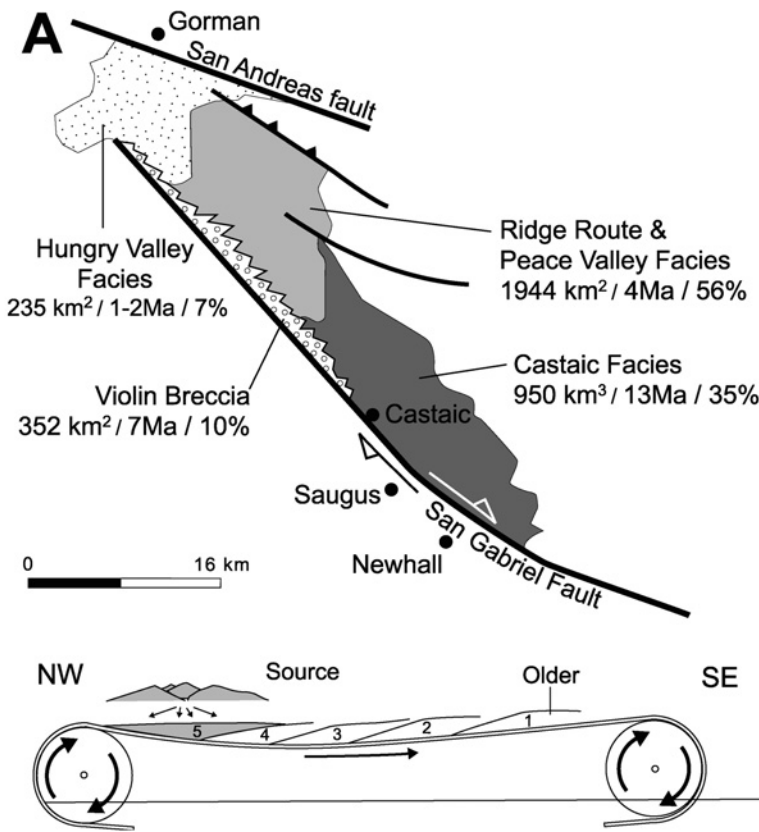 A
Gorman
San Andreas fault
Hungry Valley
Facies
235 km² / 1-2Ma / 7%
Ridge Route &
Peace Valley Facies
1944 km² / 4Ma / 56%
Violin Breccia
352 km² / 7Ma / 10%
Castaic Facies
950 km³ / 13Ma / 35%
Castaic
Saugus
Newhall
San Gabriel Fault
0 16 km
NW Source Older SE
5 4 3 2 1